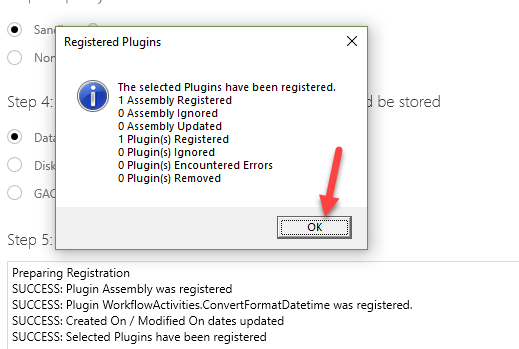 Registered Plugins
The selected Plugins have been registered.
1 Assembly Registered
0 Assembly Ignored
0 Assembly Updated
1 Plugin(s) Registered
0 Plugin(s) Ignored
0 Plugin(s) Encountered Errors
0 Plugin(s) Removed
OK
Step 4: d be stored
Disk
GAC
Step 5:
Preparing Registration
SUCCESS: Plugin Assembly was registered
SUCCESS: Plugin WorkflowActivities.ConvertFormatDatetime was registered.
SUCCESS: Created On / Modified On dates updated
SUCCESS: Selected Plugins have been registered